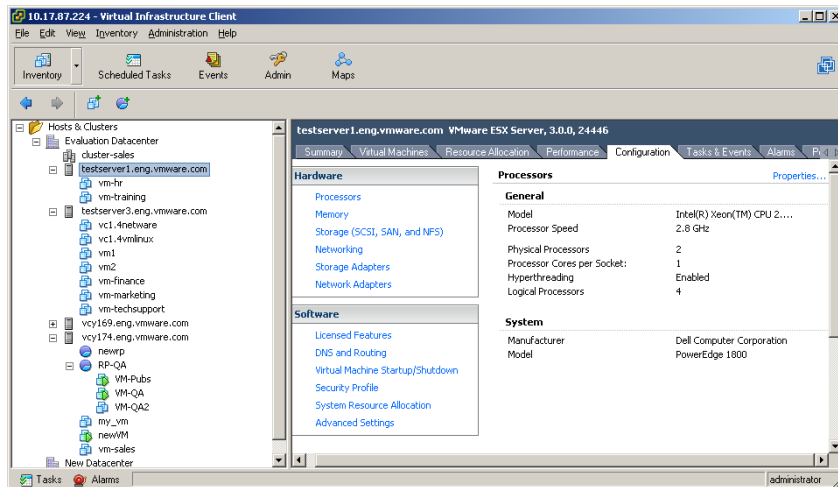 10.17.87.224 - Virtual Infrastructure Client
File Edit View Inventory Administration Help
Inventory Scheduled Tasks Events Admin Maps
Hosts & Clusters
Evaluation Datacenter
cluster-sales
testserver1.eng.vmware.com
vm-hr
vm-training
testserver3.eng.vmware.com
vc1.4netware
vc1.4vmlinux
vm1
vm2
vm-finance
vm-marketing
vm-techsupport
vcy169.eng.vmware.com
vcy174.eng.vmware.com
newrp
RP-QA
VM-Pubs
VM-QA
VM-QA2
my_vm
newVM
vm-sales
New Datacenter
testserver1.eng.vmware.com VMware ESX Server, 3.0.0, 24446
Summary Virtual Machines Resource Allocation Performance Configuration Tasks & Events Alarms
Hardware
Processors
Memory
Storage (SCSI, SAN, and NFS)
Networking
Storage Adapters
Network Adapters
Software
Licensed Features
DNS and Routing
Virtual Machine Startup/Shutdown
Security Profile
System Resource Allocation
Advanced Settings
Processors Properties...
General
Model Intel(R) Xeon(TM) CPU 2....
Processor Speed 2.8 GHz
Physical Processors 2
Processor Cores per Socket: 1
Hyperthreading Enabled
Logical Processors 4
System
Manufacturer Dell Computer Corporation
Model PowerEdge 1800
Tasks Alarms administrator